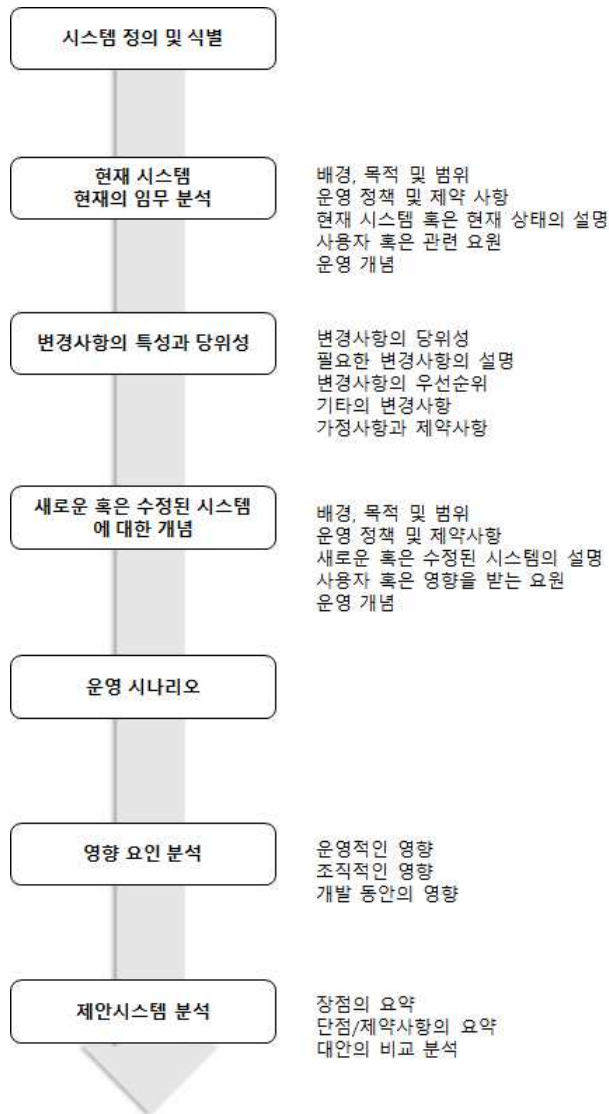 시스템 정의 및 식별
현재 시스템
현재의 임무 분석
배경, 목적 및 범위
운영 정책 및 제약 사항
현재 시스템 혹은 현재 상태의 설명
사용자 혹은 관련 요원
운영 개념
변경사항의 특성과 당위성
변경사항의 당위성
필요한 변경사항의 설명
변경사항의 우선순위
기타의 변경사항
가정사항과 제약사항
새로운 혹은 수정된 시스템
에 대한 개념
배경, 목적 및 범위
운영 정책 및 제약사항
새로운 혹은 수정된 시스템의 설명
사용자 혹은 영향을 받는 요원
운영 개념
운영 시나리오
영향 요인 분석
운영적인 영향
조직적인 영향
개발 동안의 영향
제안시스템 분석
장점의 요약
단점/제약사항의 요약
대안의 비교 분석